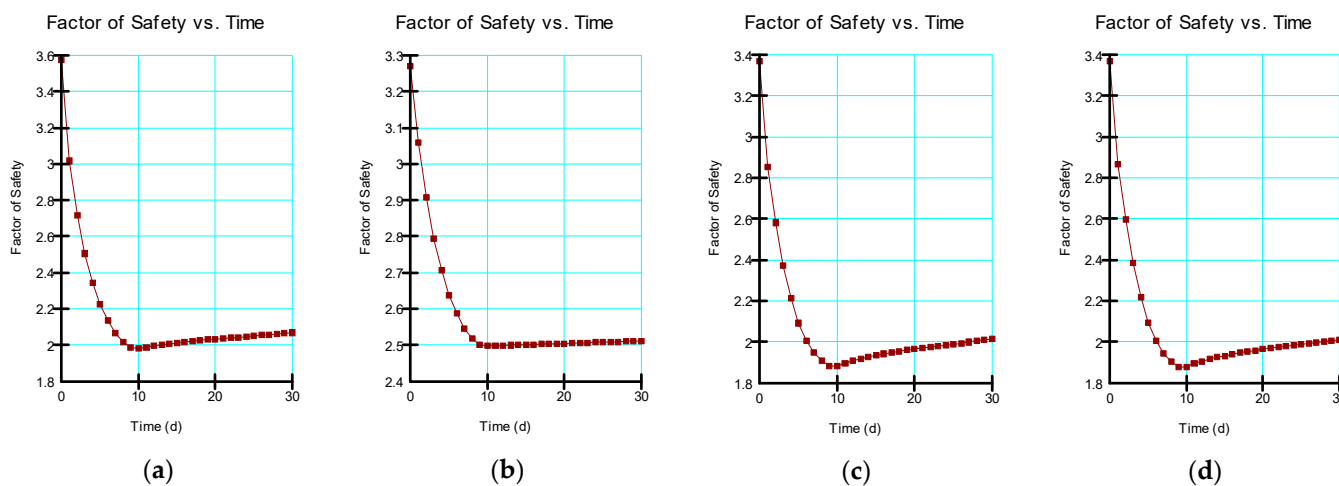 Factor of Safety vs. Time
3.6
3.4
3.2
3
2.8
2.6
2.4
2.2
2
1.8
Factor of Safety
0 10 20 30
Time (d)
(a)
Factor of Safety vs. Time
3.3
3.2
3.1
3
2.9
2.8
2.7
2.6
2.5
2.4
Factor of Safety
0 10 20 30
Time (d)
(b)
Factor of Safety vs. Time
3.4
3.2
3
2.8
2.6
2.4
2.2
2
1.8
Factor of Safety
0 10 20 30
Time (d)
(c)
Factor of Safety vs. Time
3.4
3.2
3
2.8
2.6
2.4
2.2
2
1.8
Factor of Safety
0 10 20 30
Time (d)
(d)